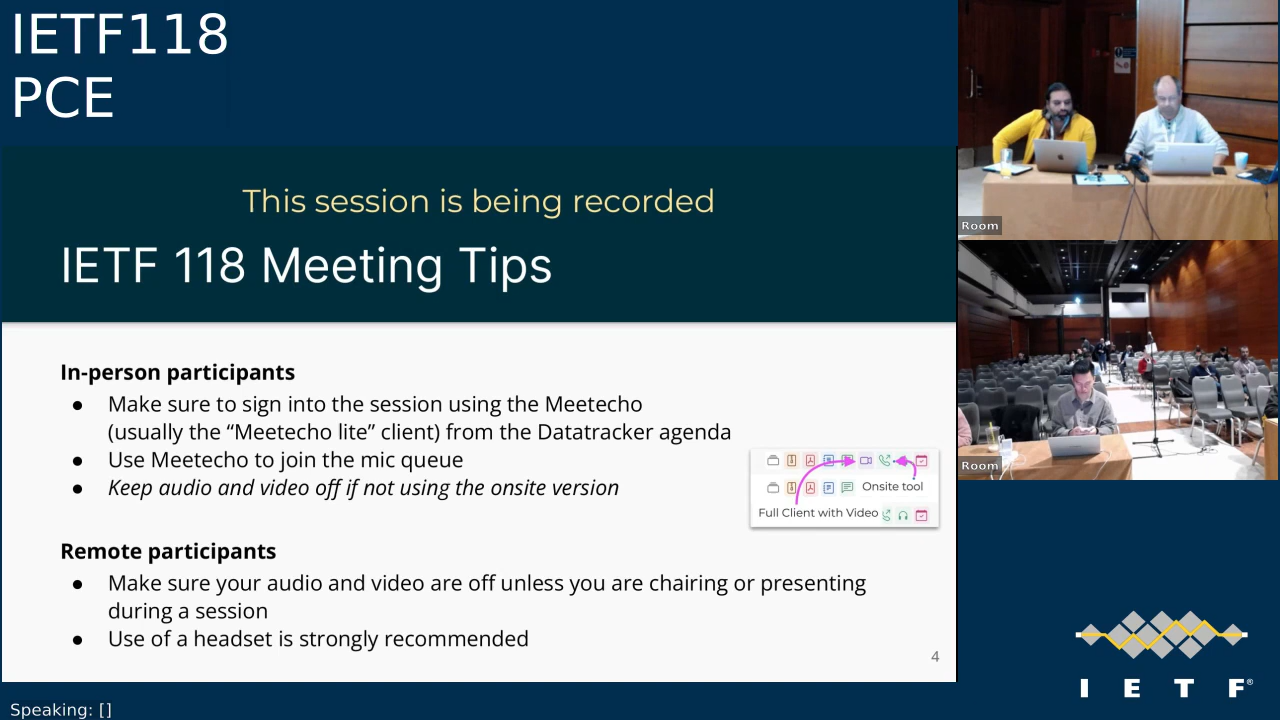 IETF118
PCE
This session is being recorded
IETF 118 Meeting Tips
In-person participants
● Make sure to sign into the session using the Meetecho
(usually the “Meetecho lite” client) from the Datatracker agenda
● Use Meetecho to join the mic queue
● Keep audio and video off if not using the onsite version
Onsite tool
Full Client with Video
Remote participants
● Make sure your audio and video are off unless you are chairing or presenting
during a session
● Use of a headset is strongly recommended
4
Room
Room
I E T F®
Speaking: []